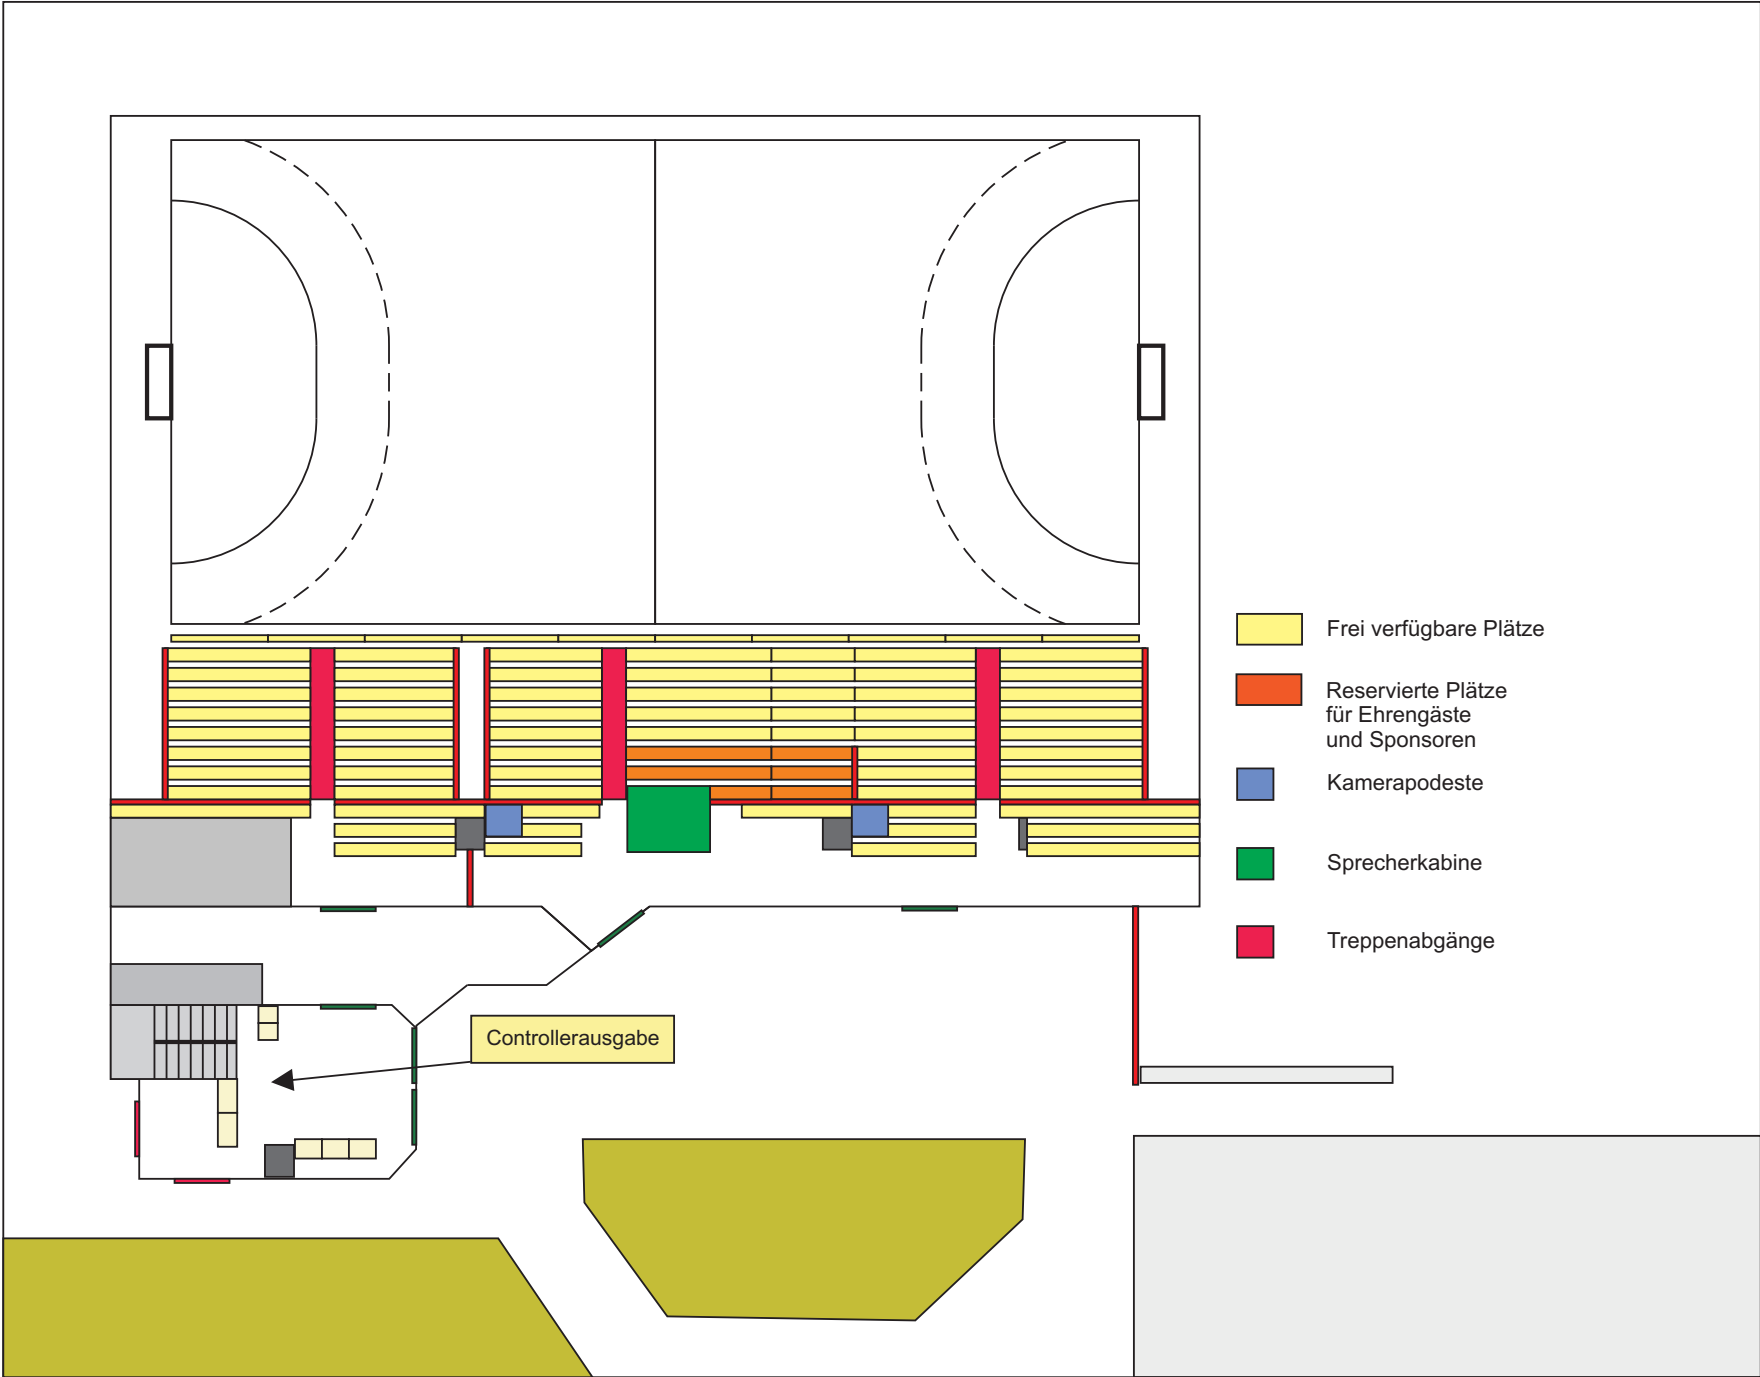 Frei verfügbare Plätze
Reservierte Plätze
für Ehrengäste
und Sponsoren
Kamerapodeste
Sprecherkabine
Treppenabgänge
Controllerausgabe